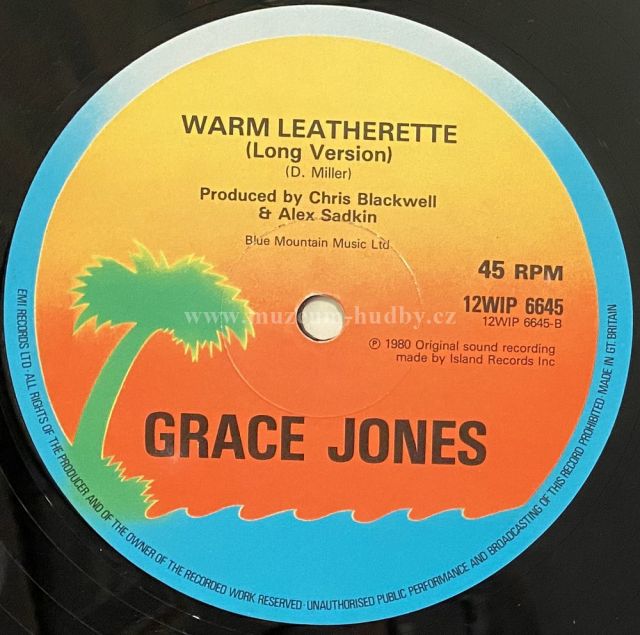 WARM LEATHERETTE
(Long Version)
(D. Miller)
Produced by Chris Blackwell
& Alex Sadkin
Blue Mountain Music Ltd
45 RPM
12WIP 6645
12WIP 6645-B
www.muzeum-hudby.cz
℗ 1980 Original sound recording
made by Island Records Inc
GRACE JONES
EMI RECORDS LTD·ALL RIGHTS OF THE PRODUCER AND OF THE OWNER OF THE RECORDED WORK RESERVED·UNAUTHORISED PUBLIC PERFORMANCE AND BROADCASTING OF THIS RECORD PROHIBITED·MADE IN GT. BRITAIN